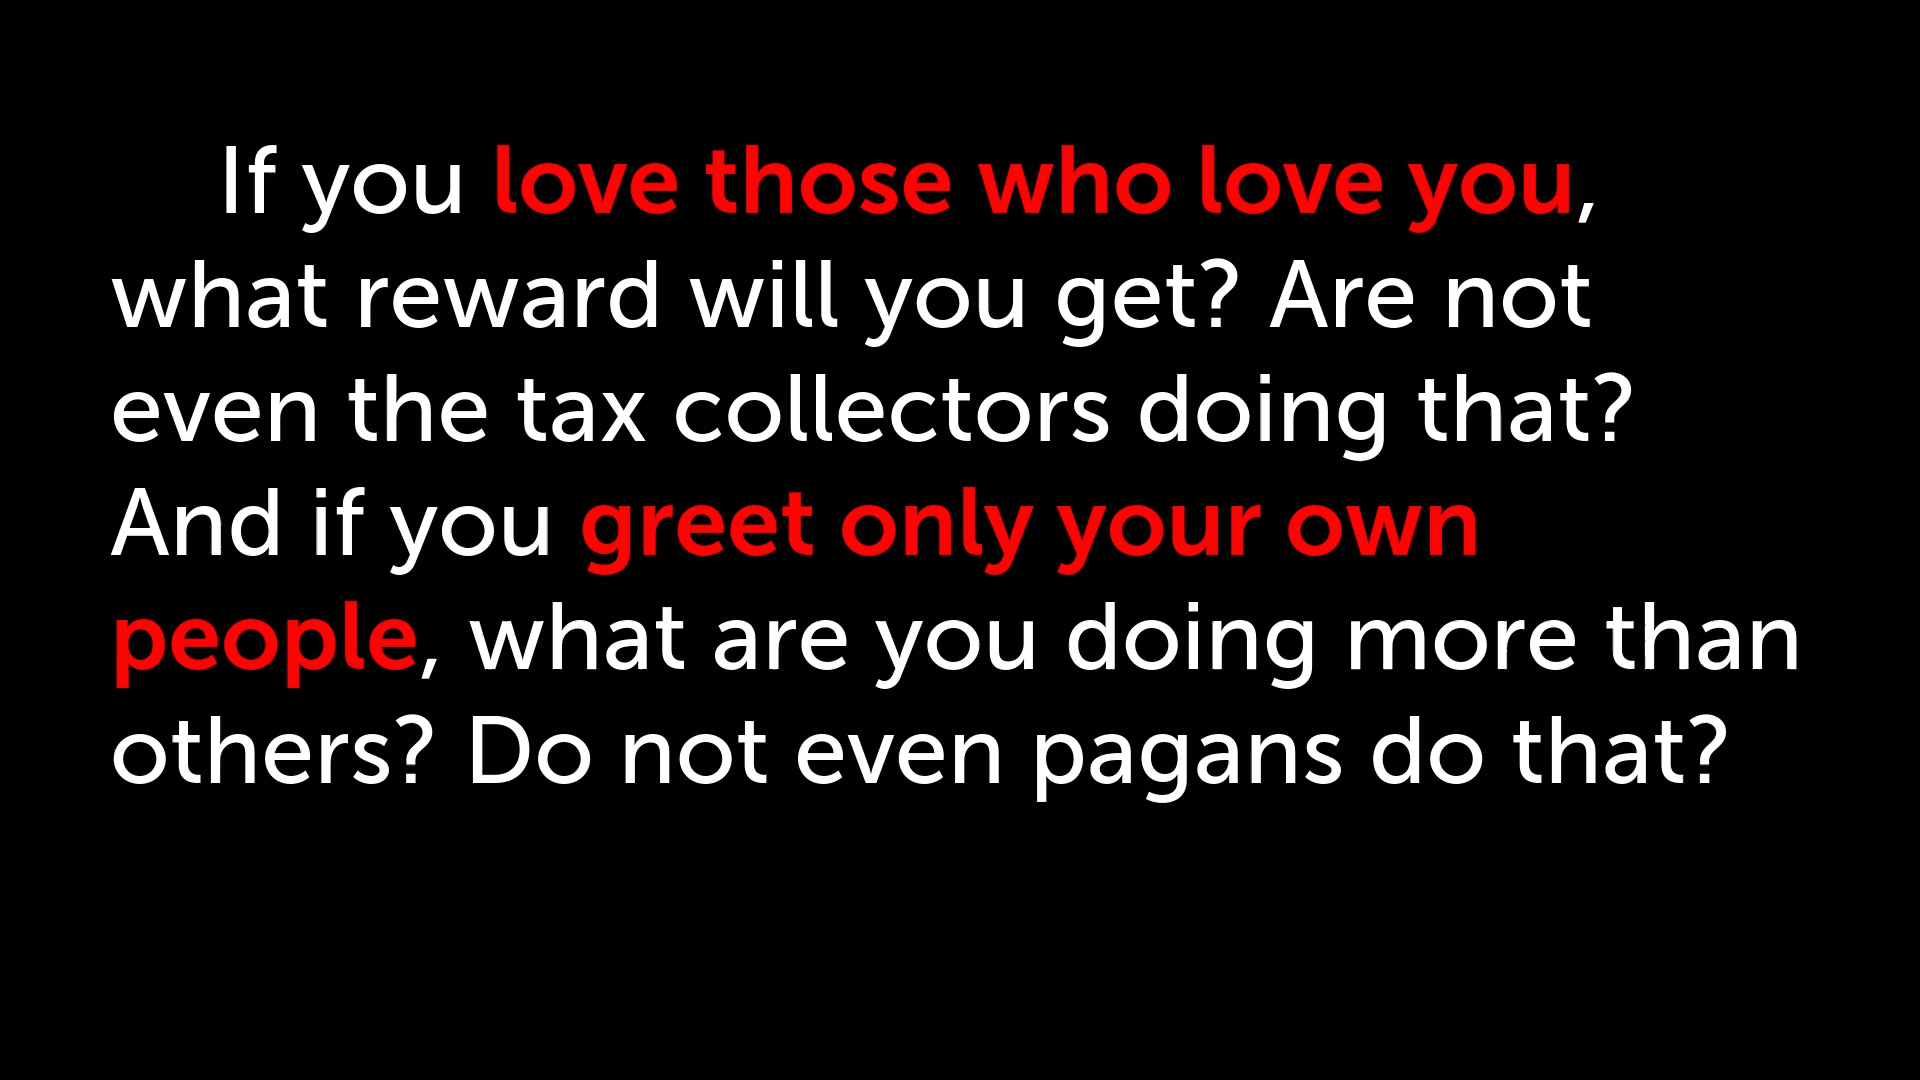 If you love those who love you,
what reward will you get? Are not
even the tax collectors doing that?
And if you greet only your own
people, what are you doing more than
others? Do not even pagans do that?